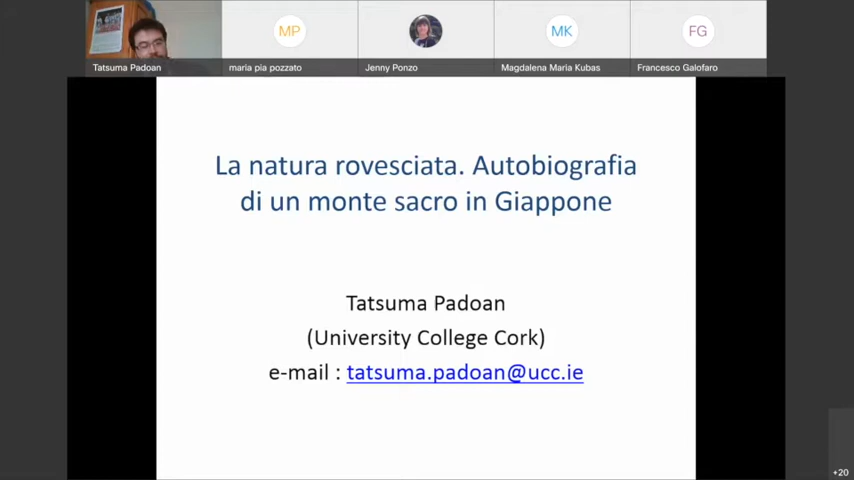 MP
MK
FG
Tatsuma Padoan
maria pia pozzato
Jenny Ponzo
Magdalena Maria Kubas
Francesco Galofaro
La natura rovesciata. Autobiografia
di un monte sacro in Giappone
Tatsuma Padoan
(University College Cork)
e-mail : tatsuma.padoan@ucc.ie
+20